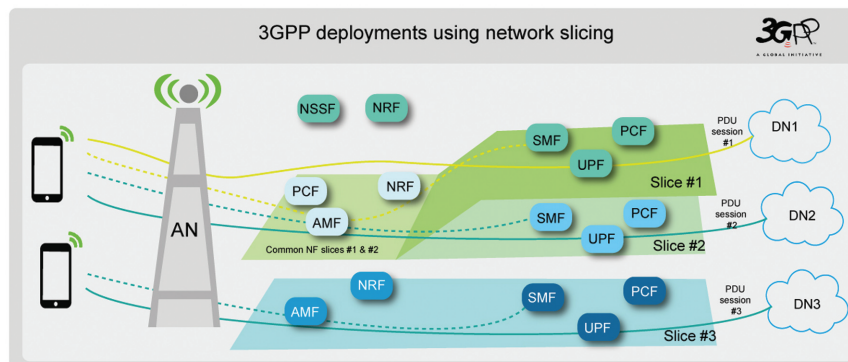 3GPP deployments using network slicing
3GPP
A GLOBAL INITIATIVE
NSSF
NRF
SMF
PCF
UPF
Slice #1
PDU
session
#1
DN1
PCF
NRF
AMF
Common NF slices #1 & #2
AN
SMF
PCF
UPF
Slice #2
PDU
session
#2
DN2
NRF
AMF
SMF
PCF
UPF
Slice #3
PDU
session
#3
DN3